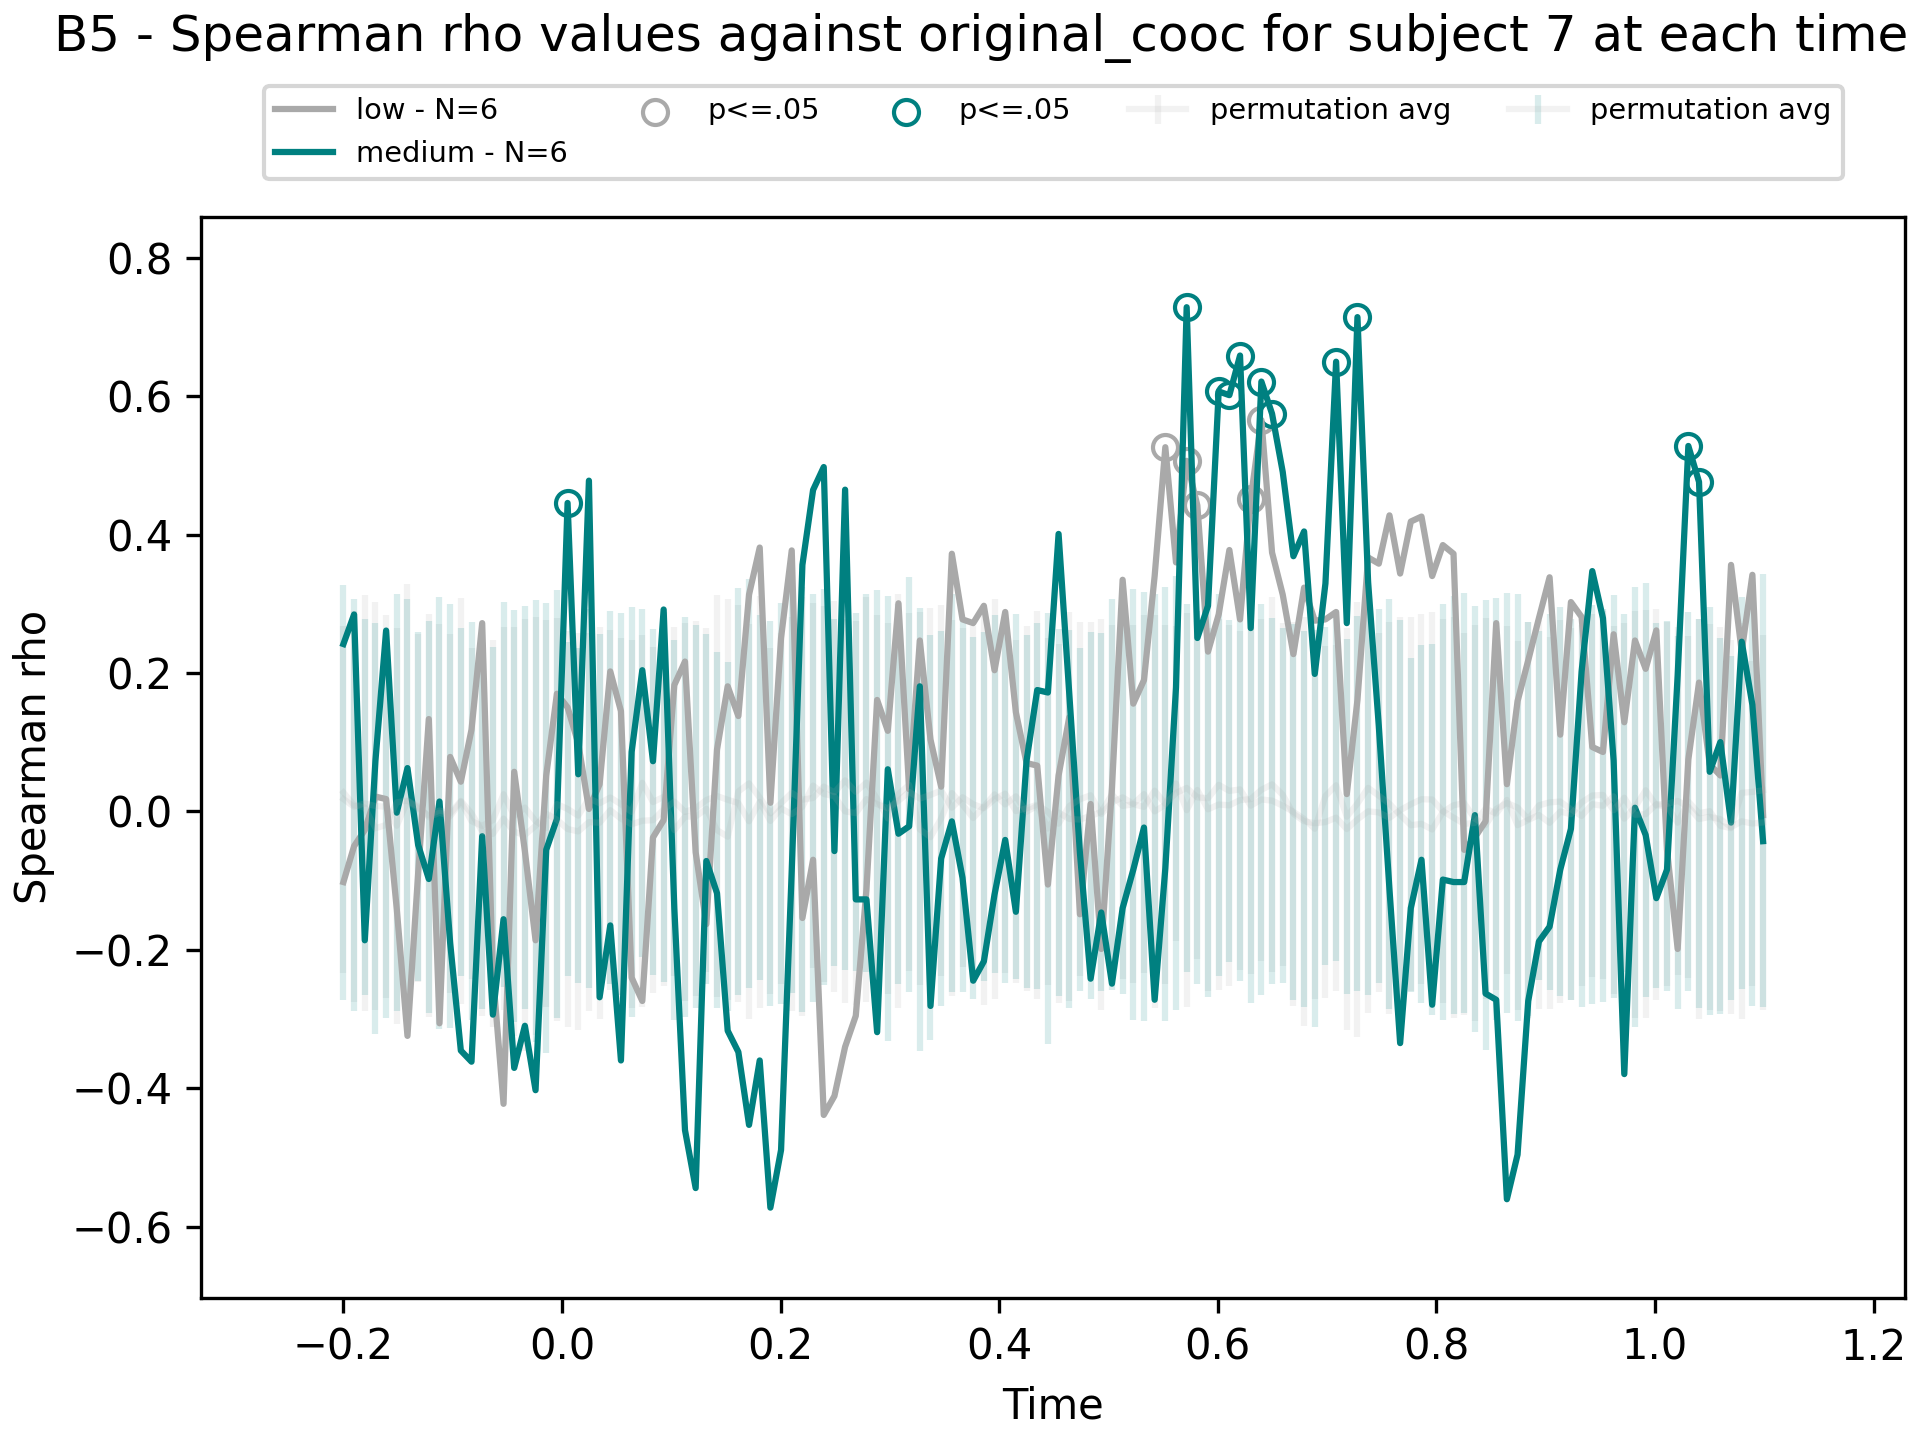 B5 - Spearman rho values against original_cooc for subject 7 at each time
low - N=6 p<=.05 p<=.05 permutation avg permutation avg
medium - N=6
0.8
0.6
0.4
0.2
0.0
−0.2
−0.4
−0.6
Spearman rho
−0.2 0.0 0.2 0.4 0.6 0.8 1.0 1.2
Time